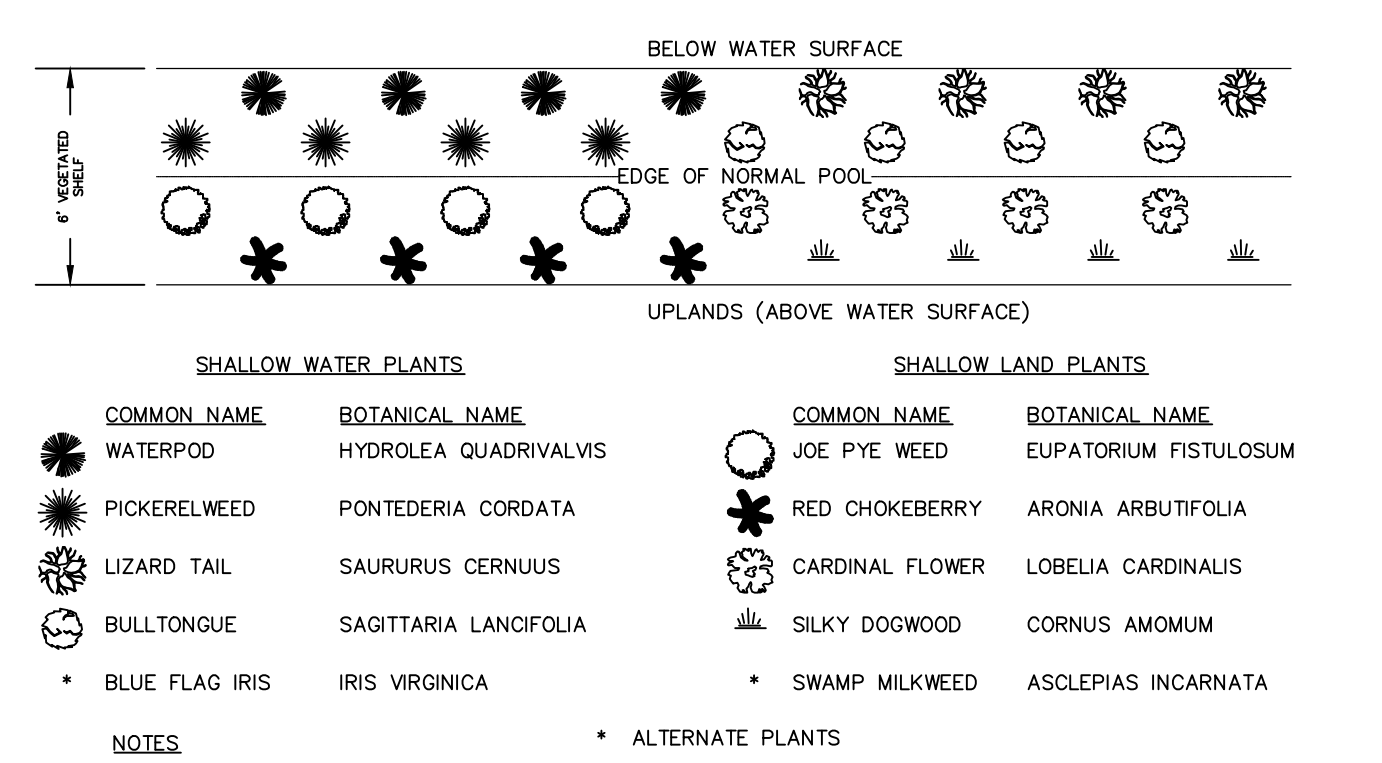 BELOW WATER SURFACE
6' VEGETATED
SHELF
EDGE OF NORMAL POOL
UPLANDS (ABOVE WATER SURFACE)
SHALLOW WATER PLANTS
COMMON NAME BOTANICAL NAME
WATERPOD HYDROLEA QUADRIVALVIS
PICKERELWEED PONTEDERIA CORDATA
LIZARD TAIL SAURURUS CERNUUS
BULLTONGUE SAGITTARIA LANCIFOLIA
* BLUE FLAG IRIS IRIS VIRGINICA
SHALLOW LAND PLANTS
COMMON NAME BOTANICAL NAME
JOE PYE WEED EUPATORIUM FISTULOSUM
RED CHOKEBERRY ARONIA ARBUTIFOLIA
CARDINAL FLOWER LOBELIA CARDINALIS
SILKY DOGWOOD CORNUS AMOMUM
* SWAMP MILKWEED ASCLEPIAS INCARNATA
* ALTERNATE PLANTS
NOTES